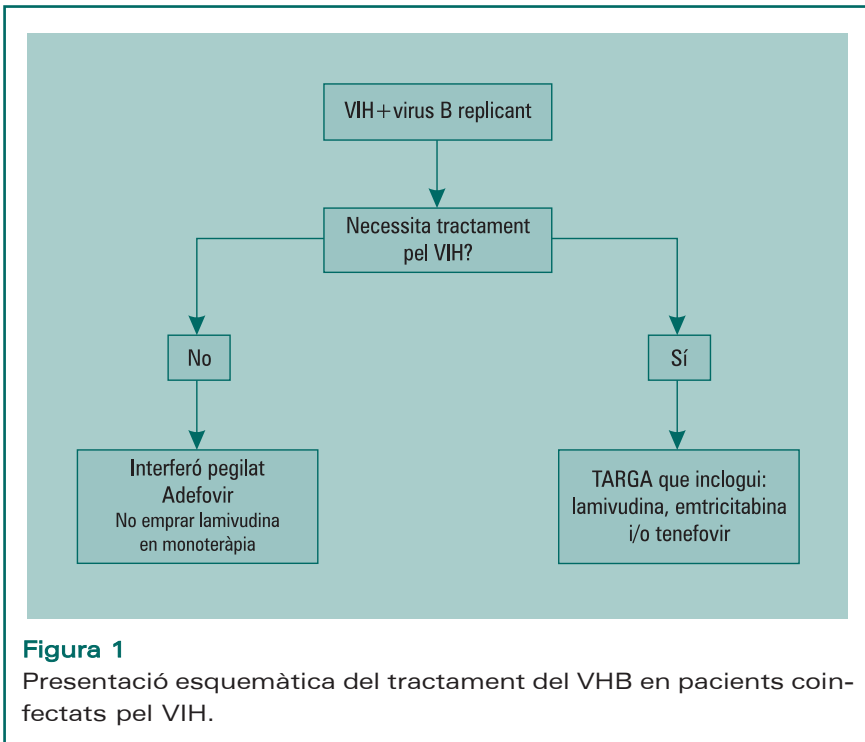 VIH+virus B replicant
Necessita tractament
pel VIH?
No
Sí
Interferó pegilat
Adefovir
No emprar lamivudina
en monoteràpia
TARGA que inclogui:
lamivudina, emtricitabina
i/o tenefovir
Figura 1
Presentació esquemàtica del tractament del VHB en pacients coin-
fectats pel VIH.